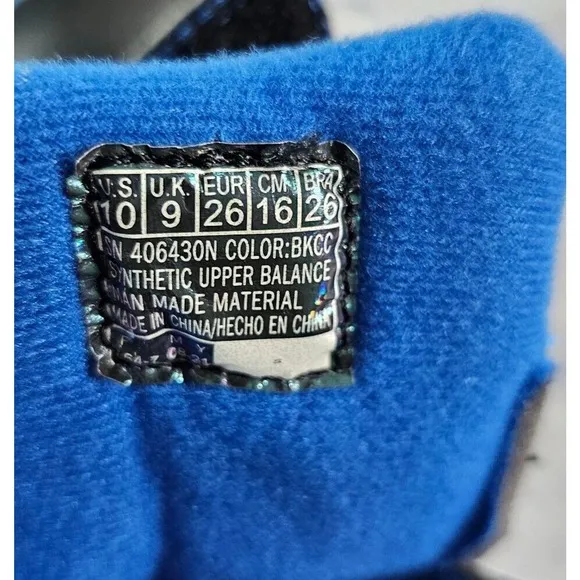 U.S. U.K. EUR CM BRA
10 9 26 16 26
SN 406430N COLOR:BKCC
SYNTHETIC UPPER BALANCE
MAN MADE MATERIAL
MADE IN CHINA/HECHO EN CHINA
M Y